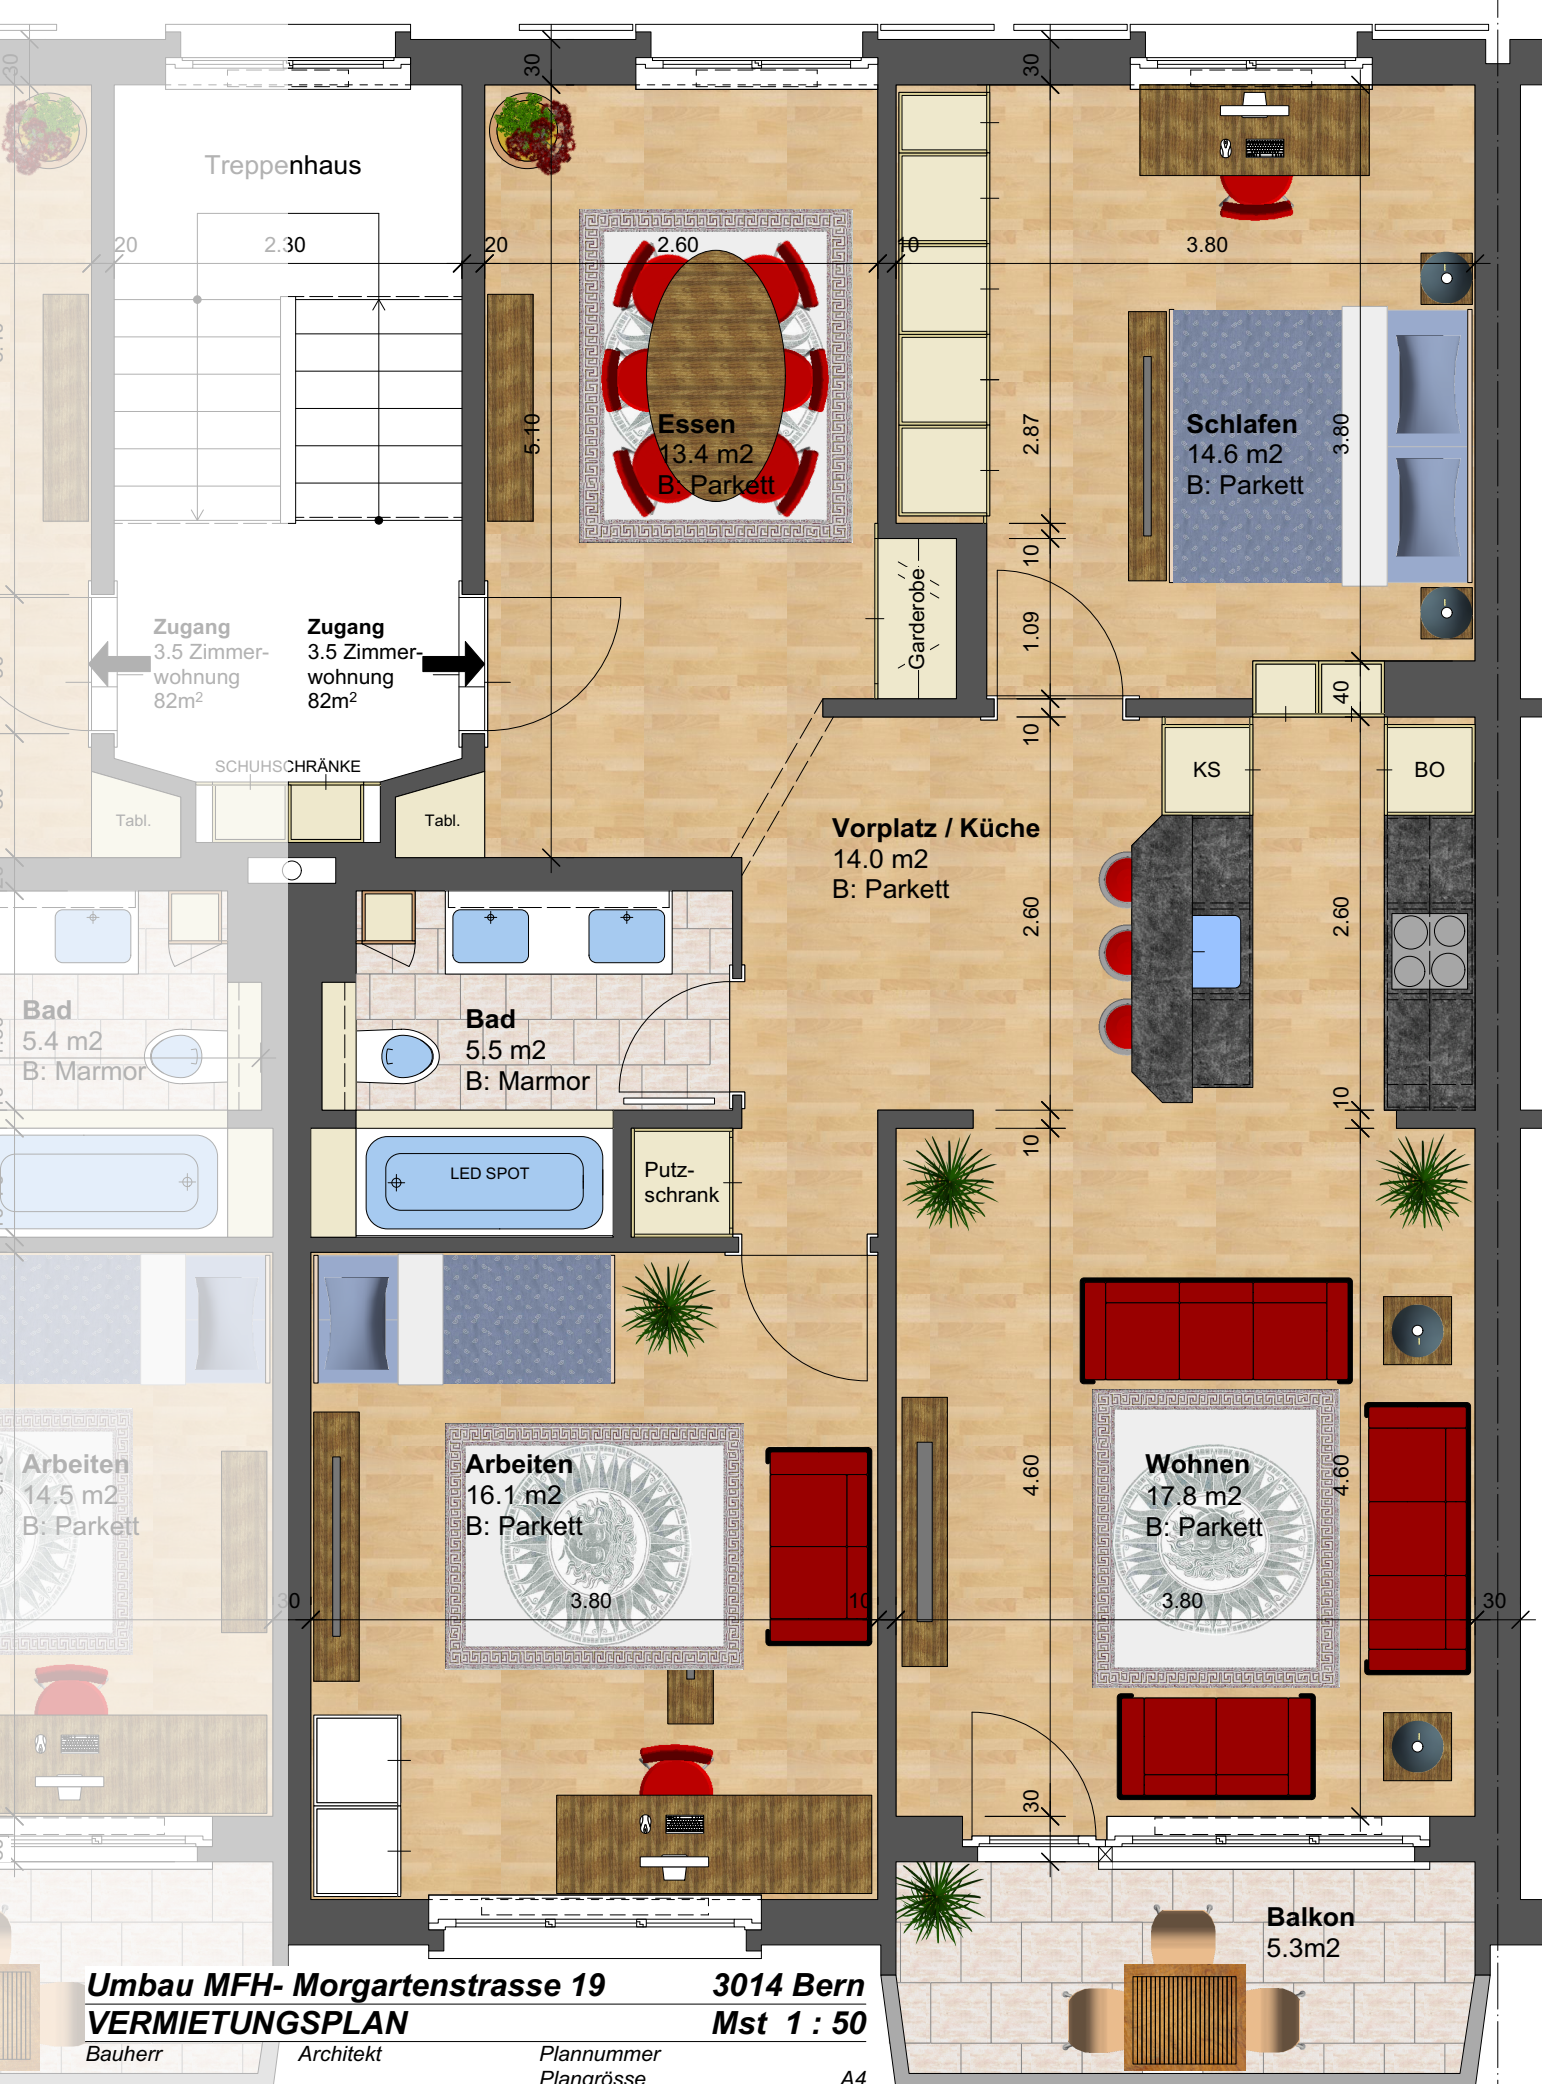 30
30
30
Treppenhaus
20
2.30
20
2.60
10
3.80
5.10
Essen
13.4 m2
B: Parkett
2.87
Schlafen
14.6 m2
B: Parkett
3.80
10
Garderobe
1.09
Zugang
3.5 Zimmer-
wohnung
82m²
Zugang
3.5 Zimmer-
wohnung
82m²
40
10
SCHUHSCHRÄNKE
KS
BO
Tabl.
Tabl.
Vorplatz / Küche
14.0 m2
B: Parkett
2.60
2.60
Bad
5.4 m2
B: Marmor
Bad
5.5 m2
B: Marmor
10
10
LED SPOT
Putz-
schrank
Arbeiten
14.5 m2
B: Parkett
Arbeiten
16.1 m2
B: Parkett
4.60
Wohnen
17.8 m2
B: Parkett
4.60
30
3.80
10
3.80
30
30
Balkon
5.3m2
Umbau MFH- Morgartenstrasse 19 3014 Bern
VERMIETUNGSPLAN Mst 1 : 50
Bauherr Architekt Plannummer
Plangrösse A4